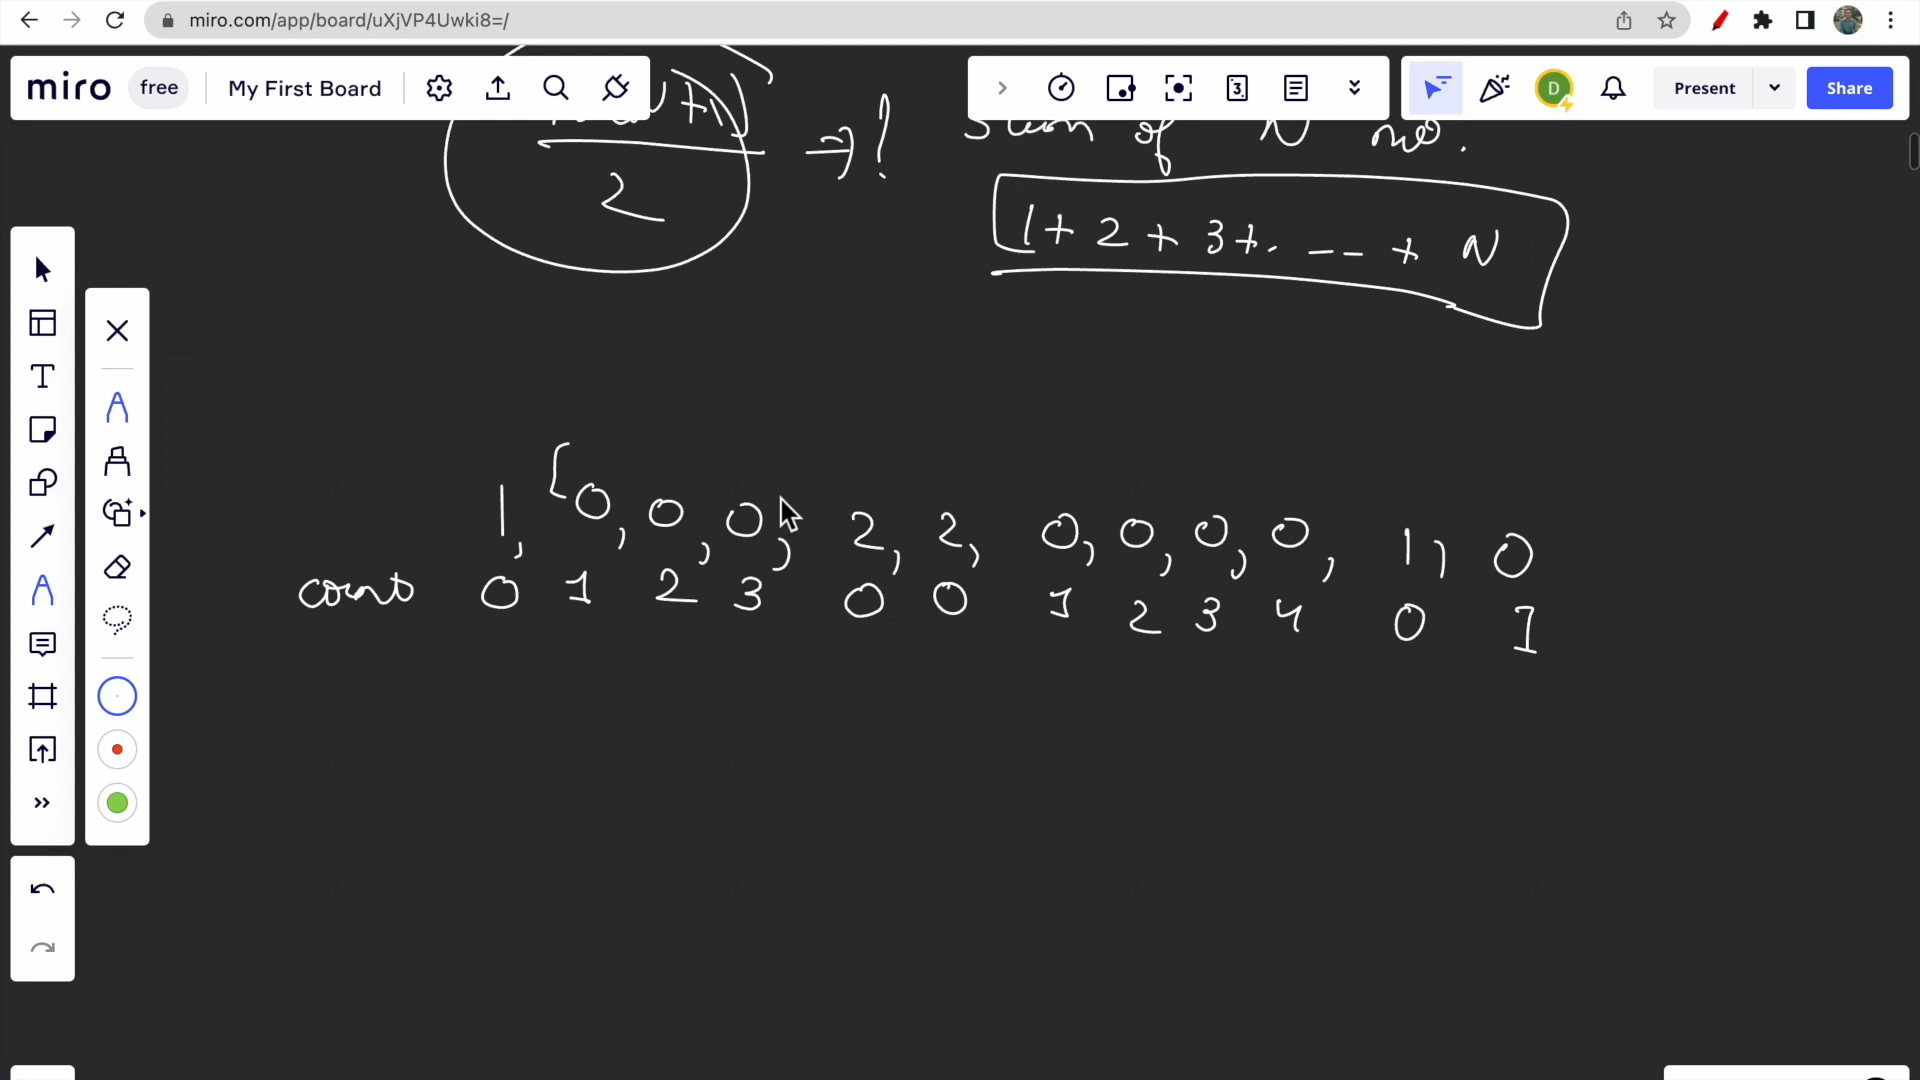 miro.com/app/board/uXjVP4Uwki8=/
miro free My First Board
3
D
Present
Share
N+1)
2
=> !
Sum of N no.
1 + 2 + 3 + . -- + N
T
1, [0, 0, 0, 2, 2, 0, 0, 0, 0, 1, 0
count 0 1 2 3 0 0 1 2 3 4 0 1